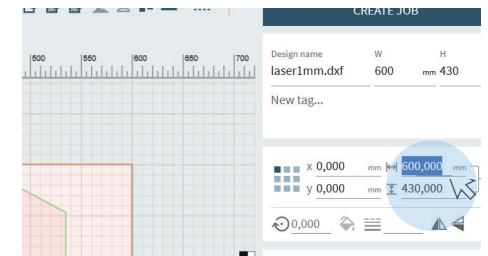 CREATE JOB
500 550 600 650 700
Design name W H
laser1mm.dxf 600 mm 430
New tag...
x 0,000 mm 600,000 mm
y 0,000 mm 430,000
0,000